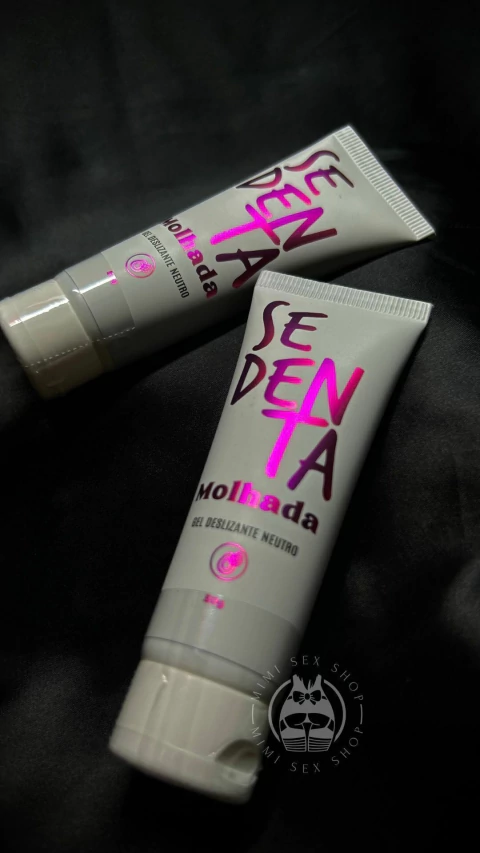 SE
DEN
TA
Molhada
GEL DESLIZANTE NEUTRO
SE
DEN
TA
Molhada
GEL DESLIZANTE NEUTRO
MIMI SEX SHOP
MIMI SEX SHOP